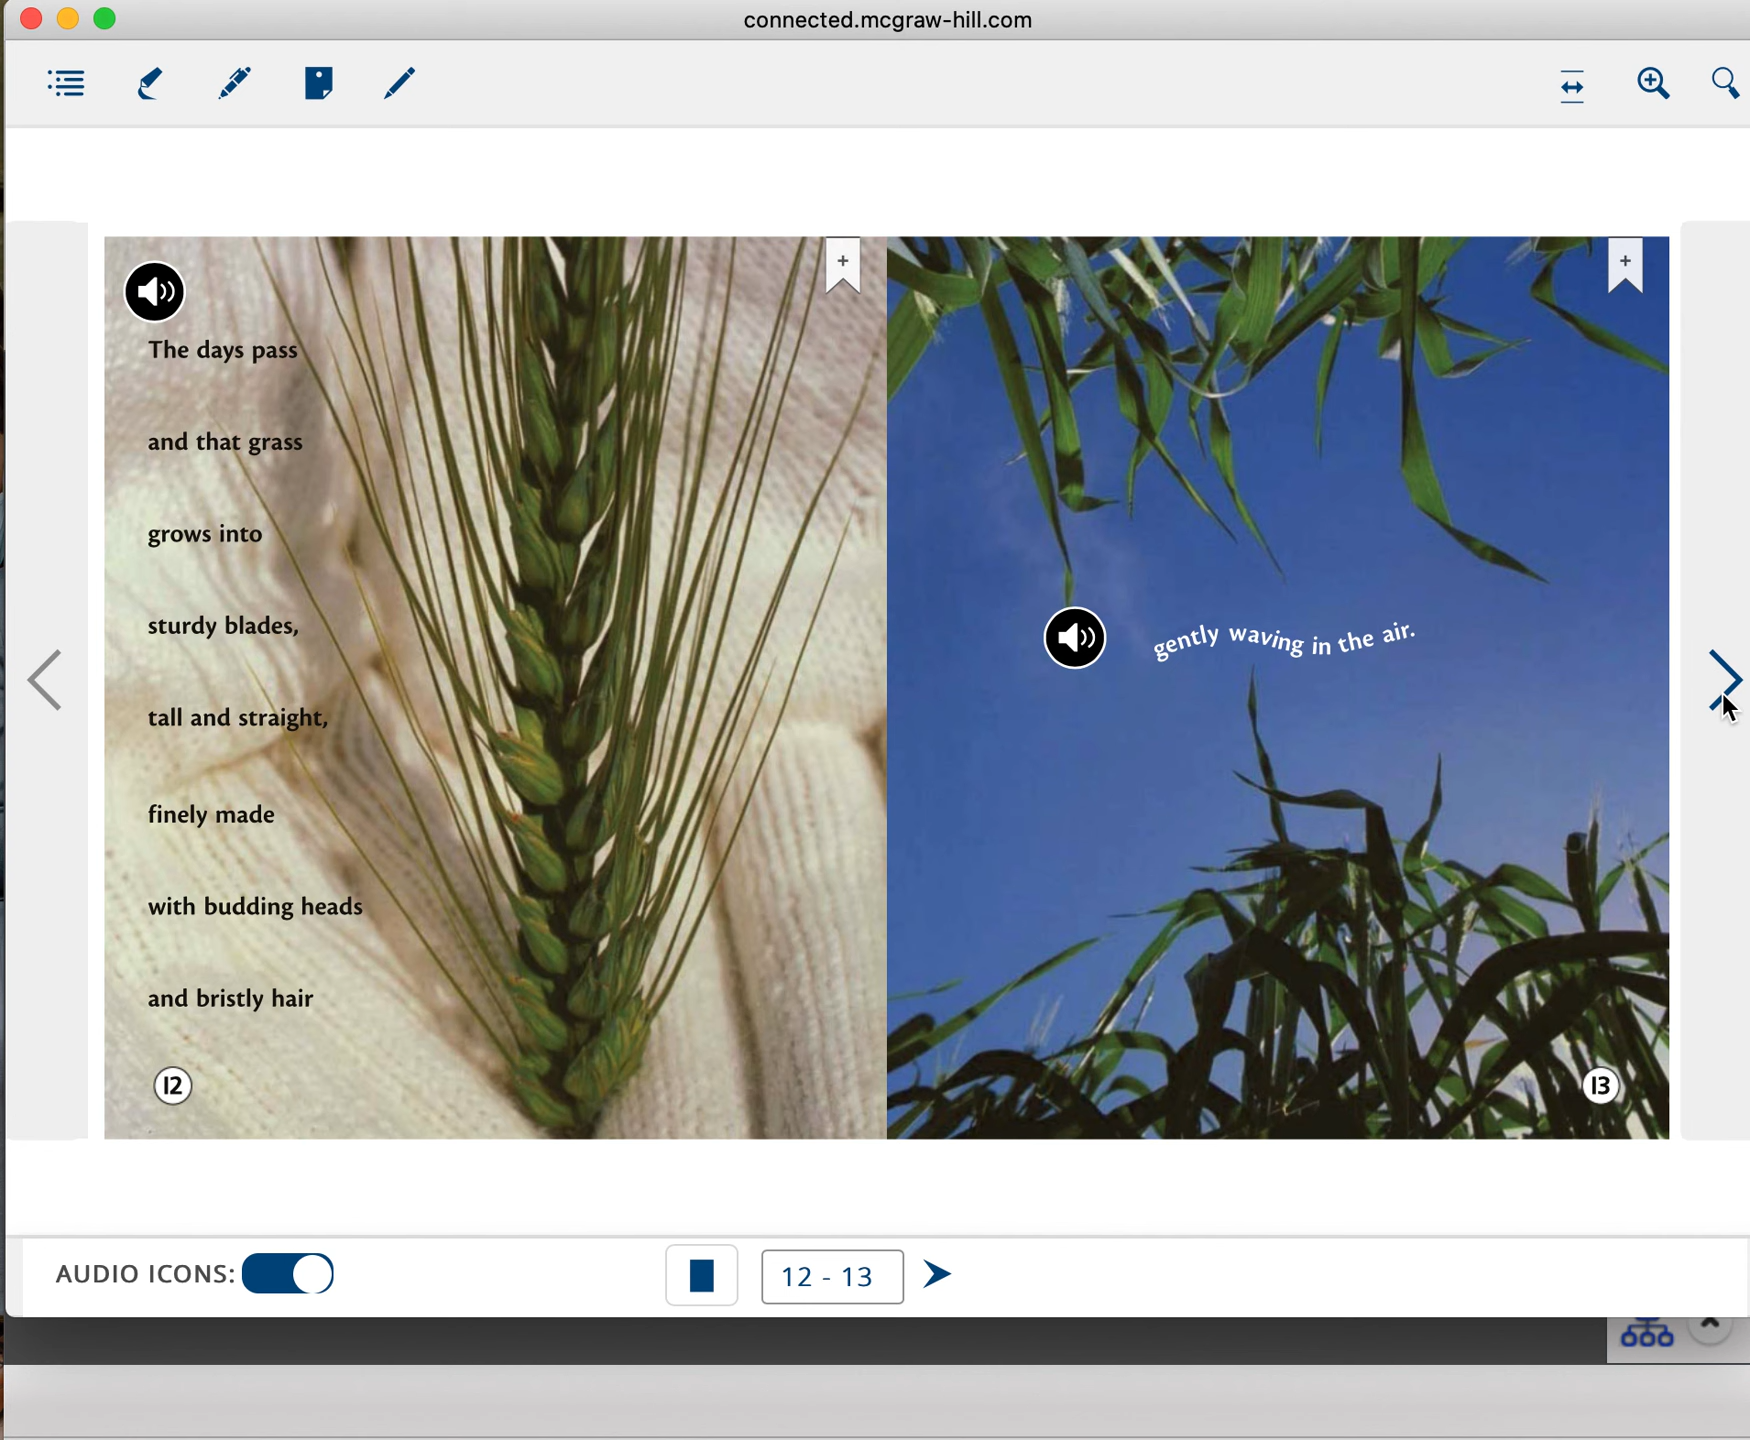 connected.mcgraw-hill.com
The days pass
and that grass
grows into
sturdy blades,
tall and straight,
finely made
with budding heads
and bristly hair
12
gently waving in the air.
13
AUDIO ICONS:
12 - 13